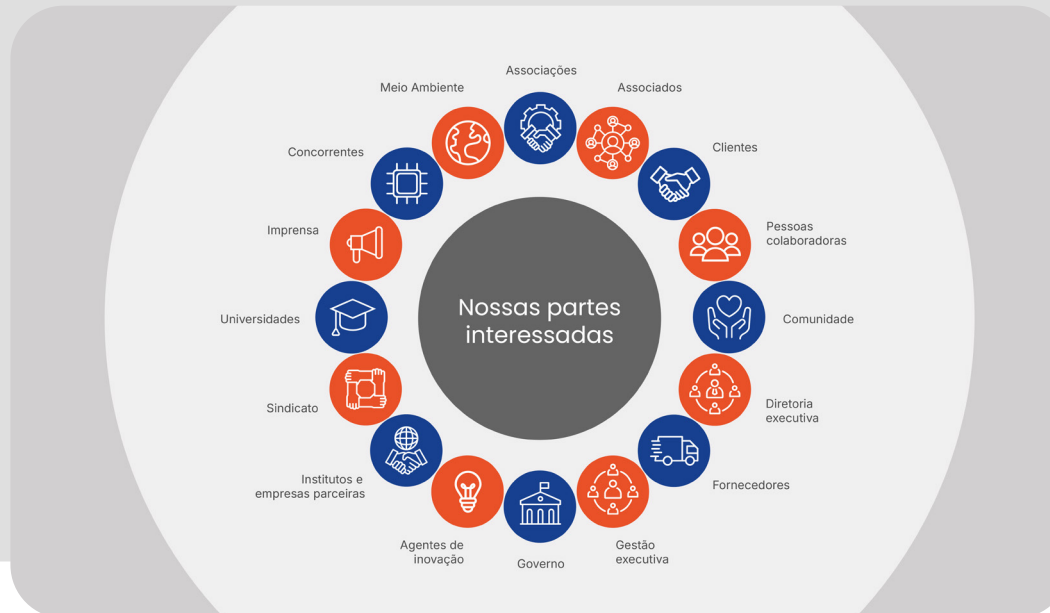 Associações
Associados
Clientes
Pessoas
colaboradoras
Comunidade
Diretoria
executiva
Fornecedores
Gestão
executiva
Governo
Agentes de
inovação
Institutos e
empresas parceiras
Sindicato
Universidades
Imprensa
Concorrentes
Meio Ambiente
Nossas partes
interessadas